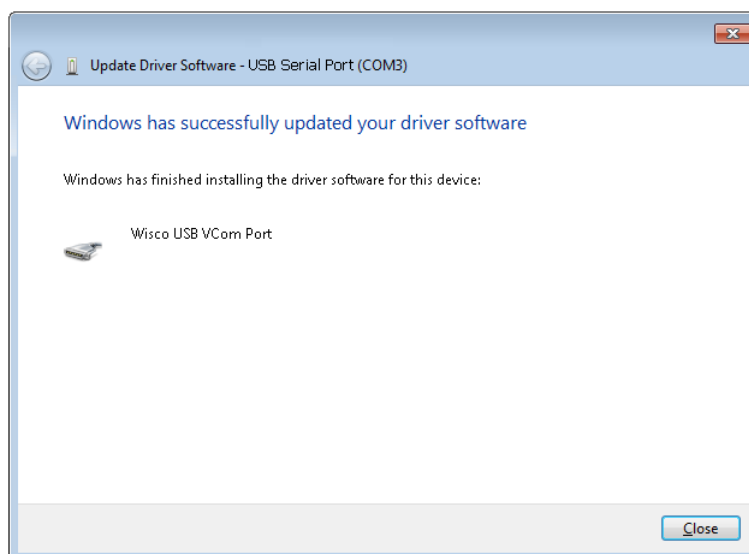 Update Driver Software - USB Serial Port (COM3)
Windows has successfully updated your driver software
Windows has finished installing the driver software for this device:
Wisco USB VCom Port
Close